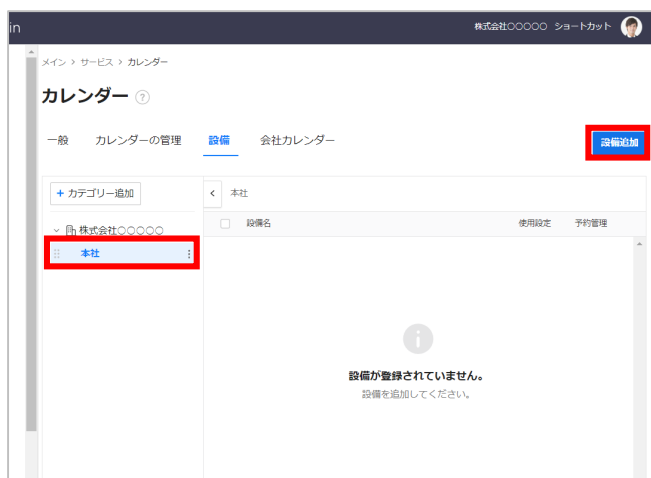 in
株式会社○○○○○ ショートカット
メイン > サービス > カレンダー
カレンダー ?
一般 カレンダーの管理 設備 会社カレンダー
設備追加
+ カテゴリー追加
< 本社
設備名 使用設定 予約管理
株式会社○○○○○
本社
設備が登録されていません。
設備を追加してください。